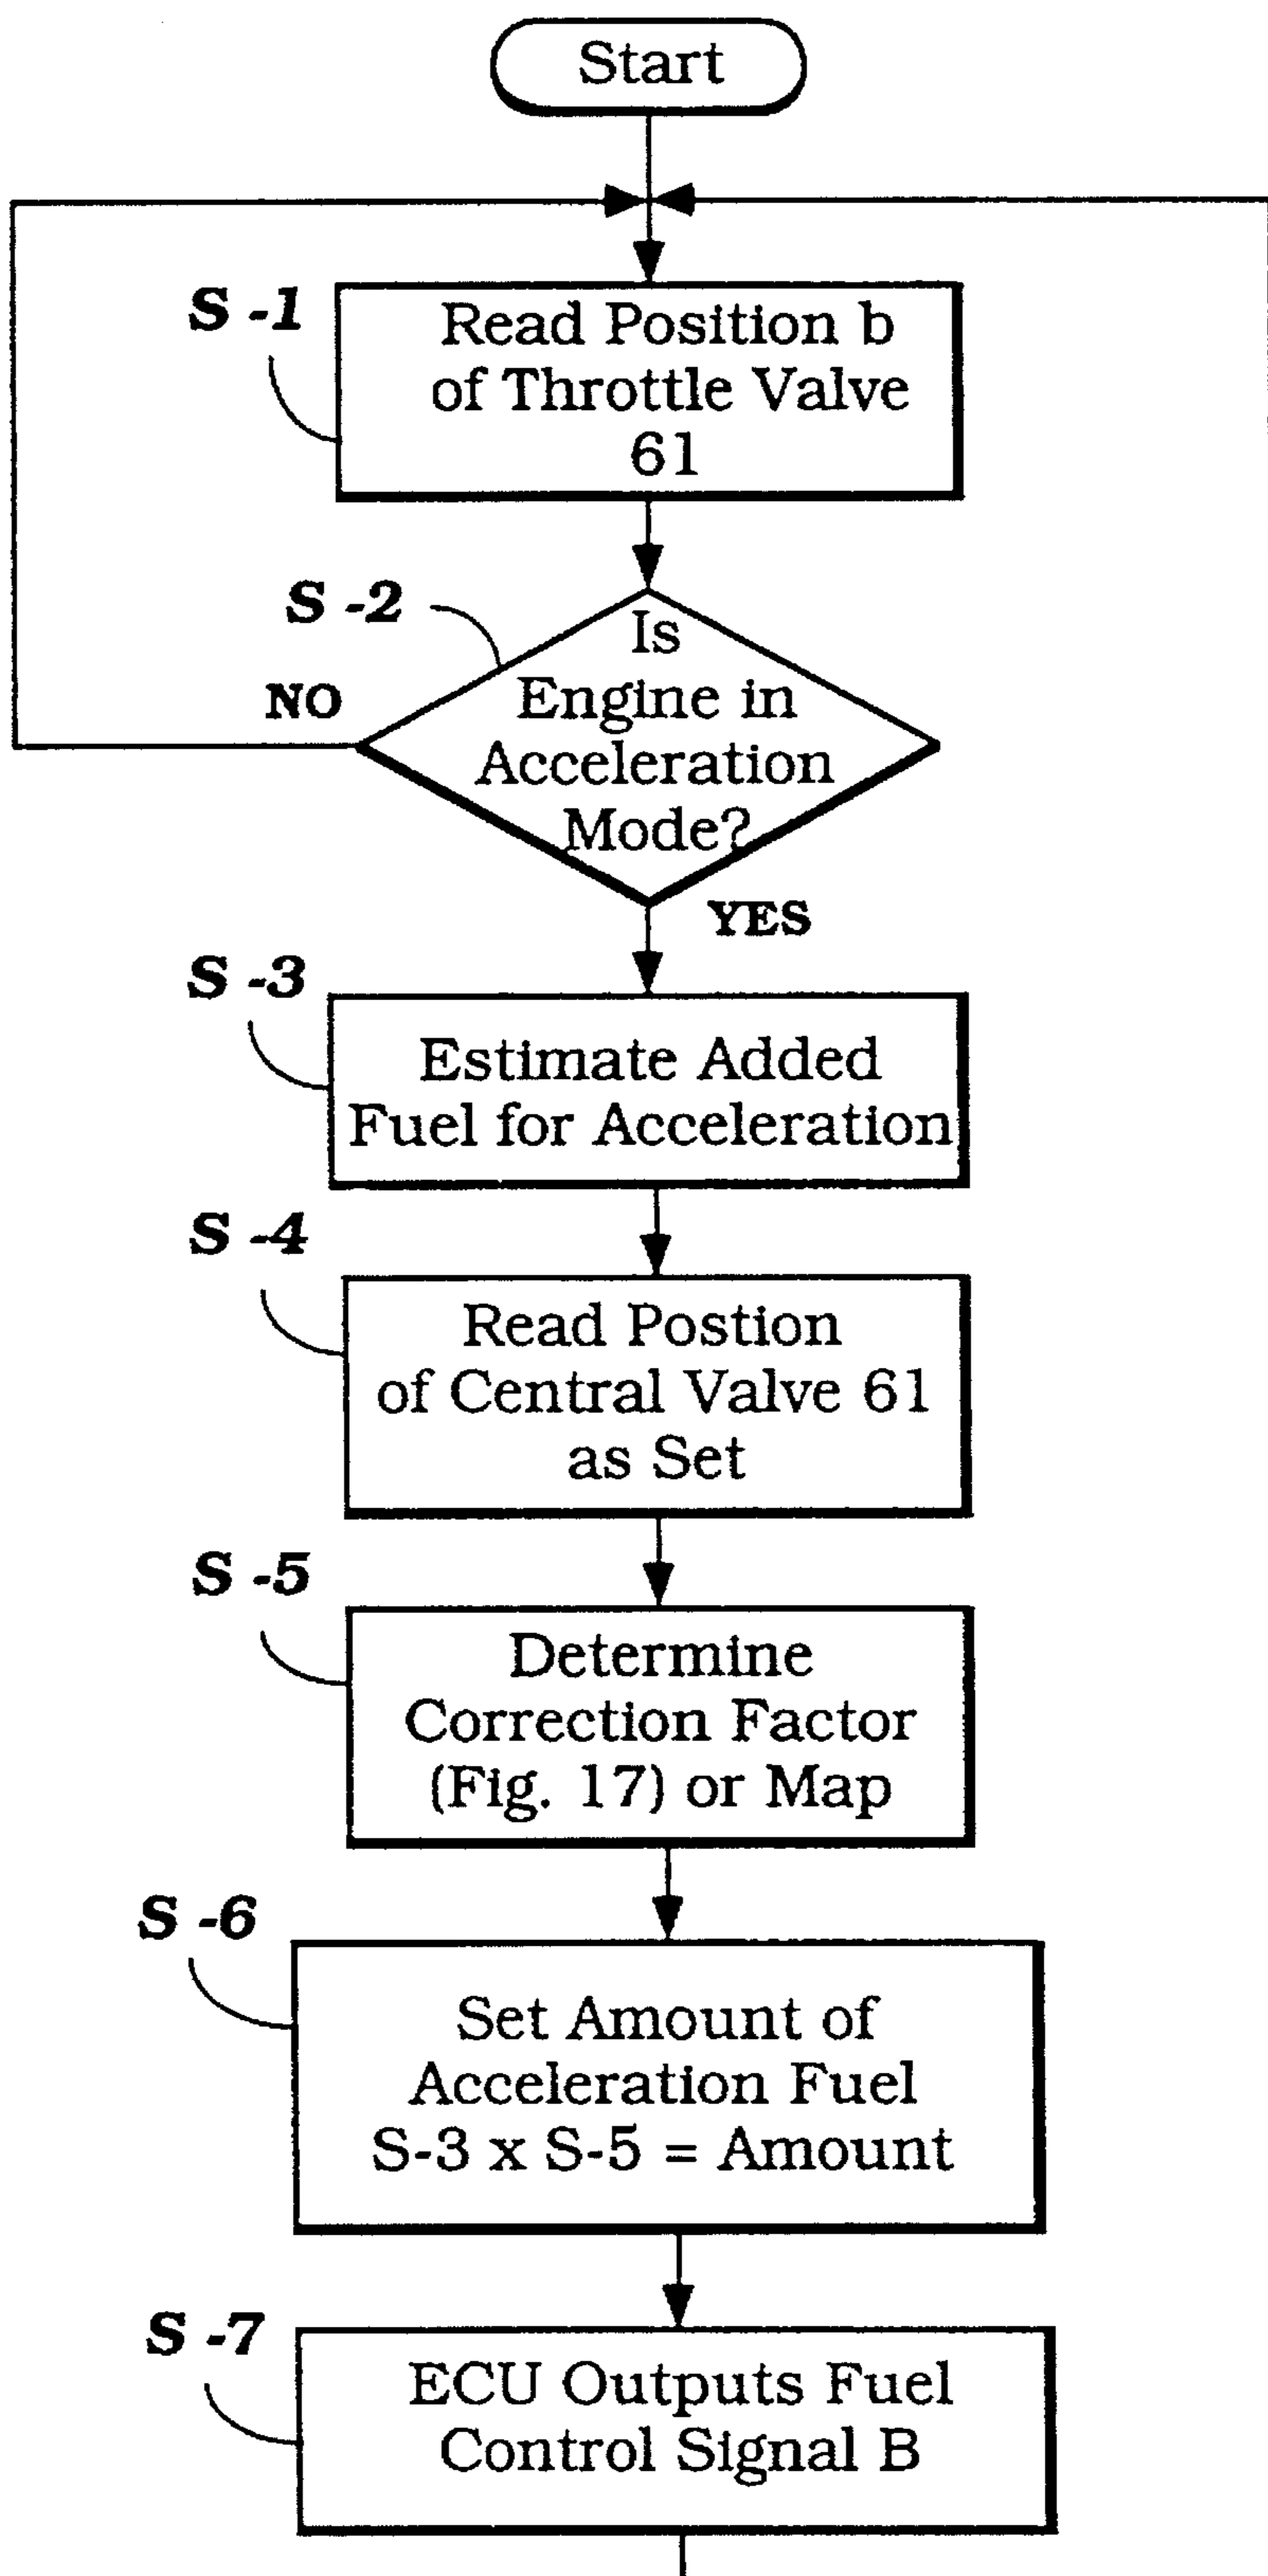 Start
S -1
Read Position b
of Throttle Valve
61
S -2
Is
Engine in
Acceleration
Mode?
NO
YES
S -3
Estimate Added
Fuel for Acceleration
S -4
Read Postion
of Central Valve 61
as Set
S -5
Determine
Correction Factor
(Fig. 17) or Map
S -6
Set Amount of
Acceleration Fuel
S-3 x S-5 = Amount
S -7
ECU Outputs Fuel
Control Signal B